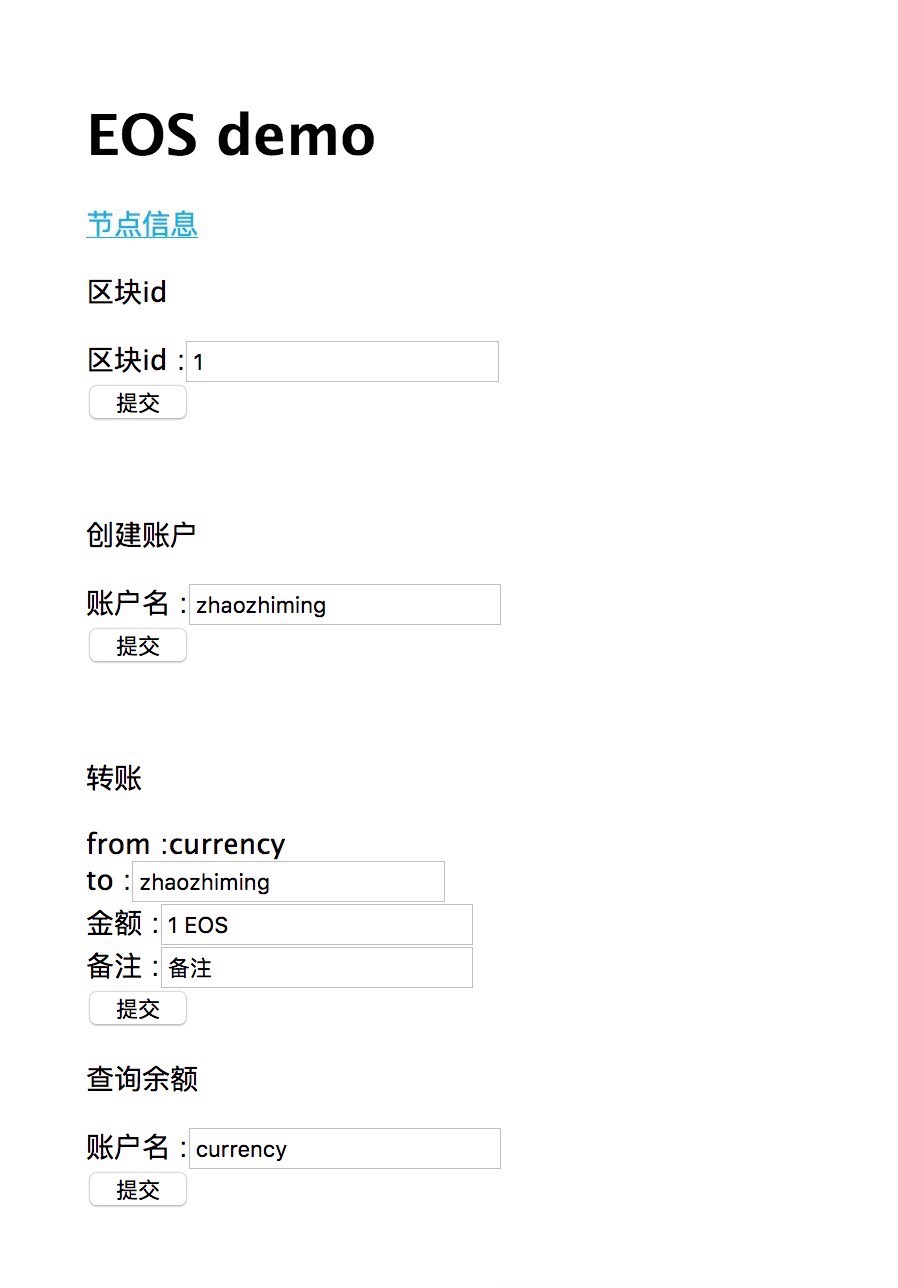 EOS demo
节点信息
区块id
区块id :1
提交
创建账户
账户名 :zhaozhiming
提交
转账
from :currency
to :zhaozhiming
金额 :1 EOS
备注 :备注
提交
查询余额
账户名 :currency
提交